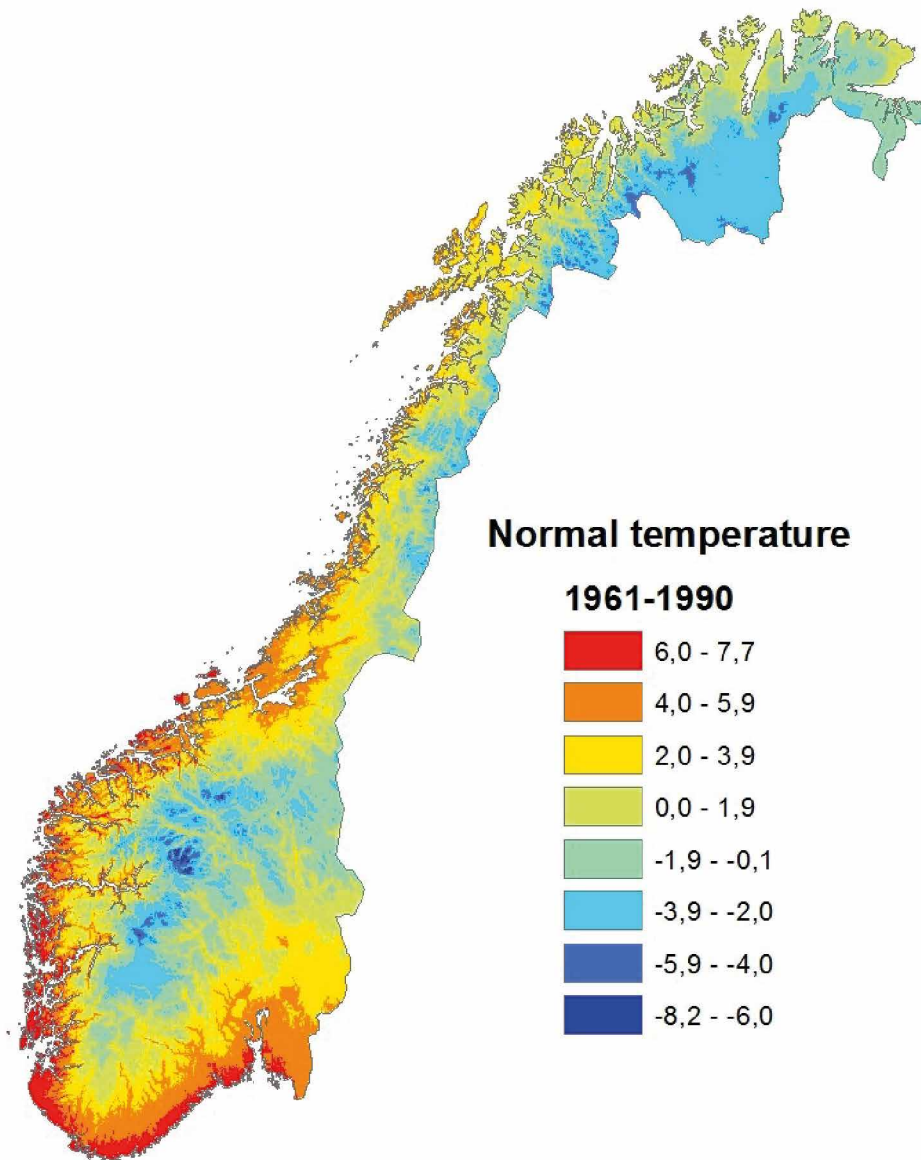 Normal temperature
1961-1990
6,0 - 7,7
4,0 - 5,9
2,0 - 3,9
0,0 - 1,9
-1,9 - -0,1
-3,9 - -2,0
-5,9 - -4,0
-8,2 - -6,0